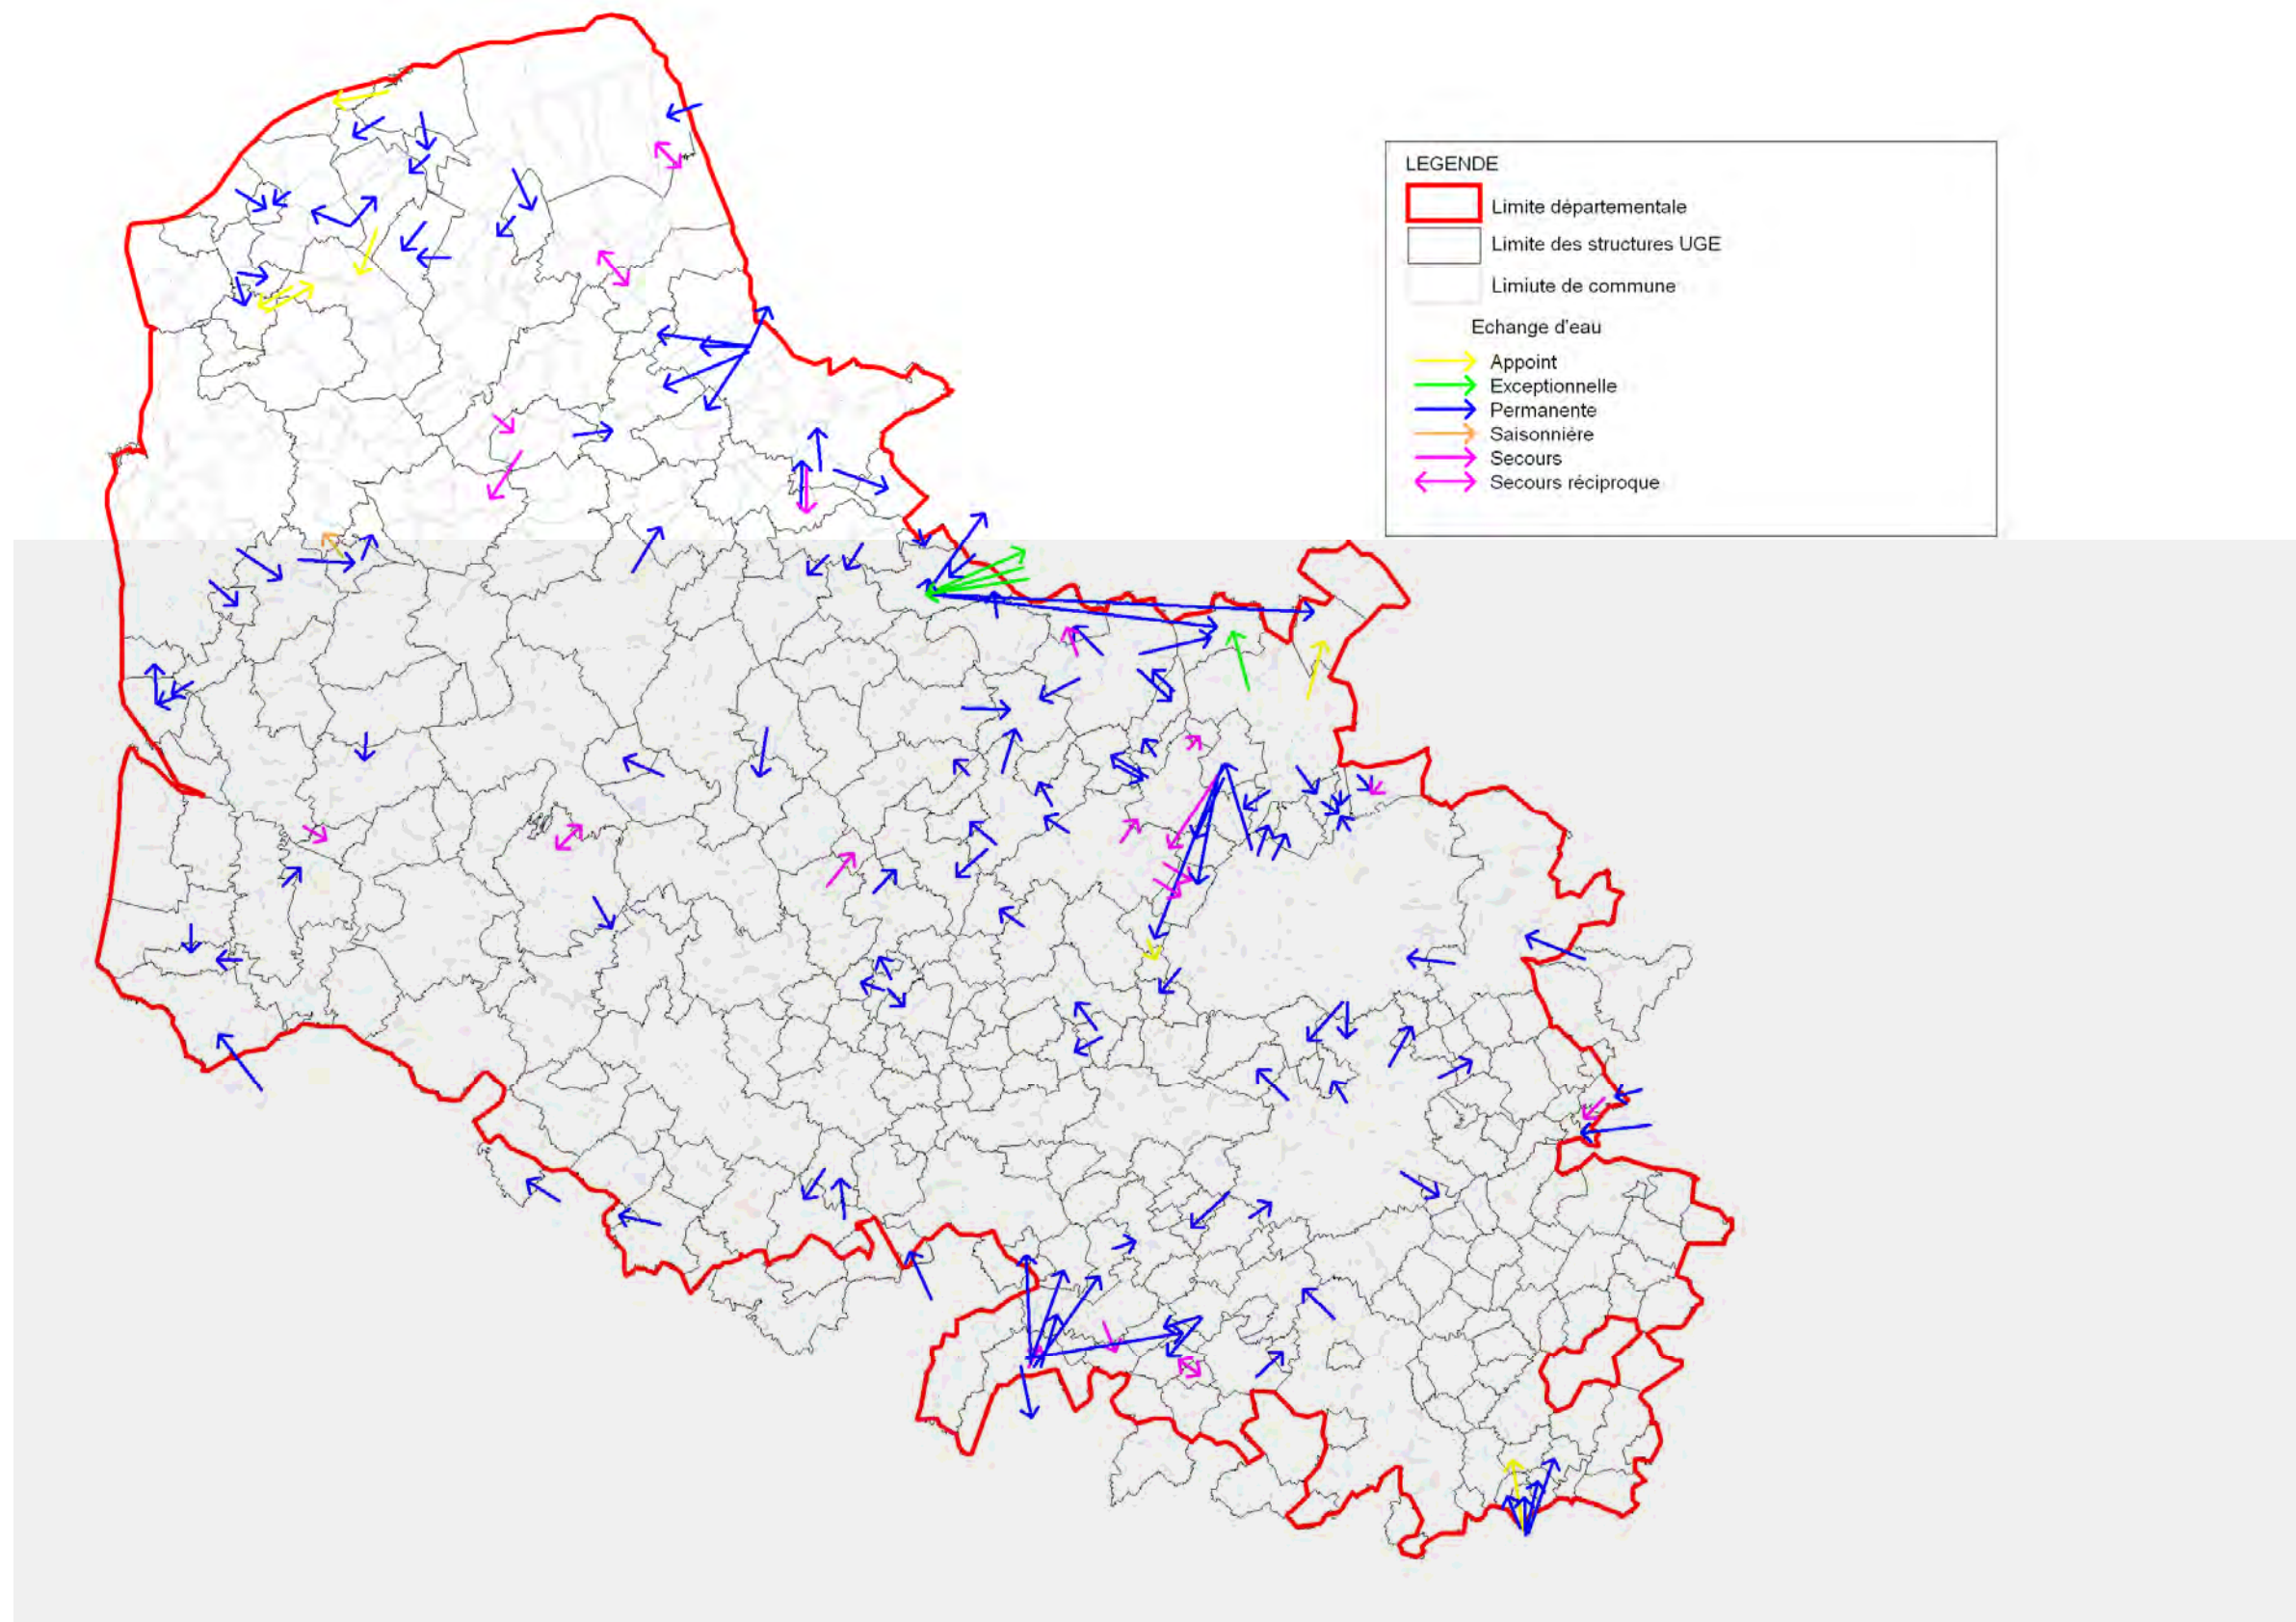 LEGENDE
Limite départementale
Limite des structures UGE
Limiute de commune
Echange d'eau
Appoint
Exceptionnelle
Permanente
Saisonnière
Secours
Secours réciproque